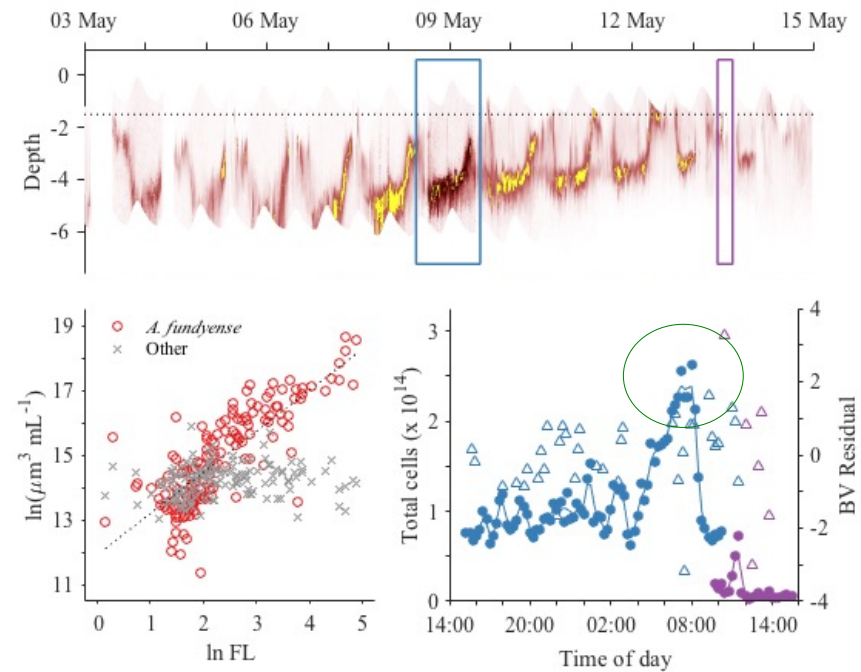 03 May 06 May 09 May 12 May 15 May
0
-2
-4
-6
Depth
19
17
15
13
11
ln(μm³ mL⁻¹)
A. fundyense
Other
0 1 2 3 4 5
ln FL
3
2
1
0
Total cells (x 10¹⁴)
4
2
0
-2
-4
BV Residual
14:00 20:00 02:00 08:00 14:00
Time of day